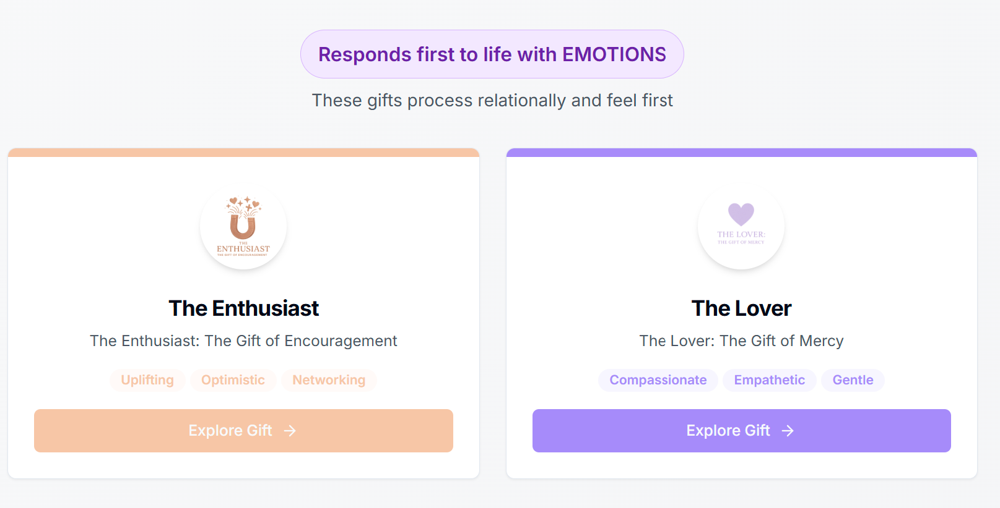 Responds first to life with EMOTIONS
These gifts process relationally and feel first
THE
ENTHUSIAST
THE GIFT OF ENCOURAGEMENT
The Enthusiast
The Enthusiast: The Gift of Encouragement
Uplifting Optimistic Networking
Explore Gift →
THE LOVER:
THE GIFT OF MERCY
The Lover
The Lover: The Gift of Mercy
Compassionate Empathetic Gentle
Explore Gift →